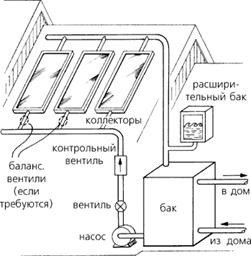 расшири-
тельный бак
коллекторы
баланс.
вентили
(если
требуются)
контрольный
вентиль
вентиль
насос
бак
в дом
из дома